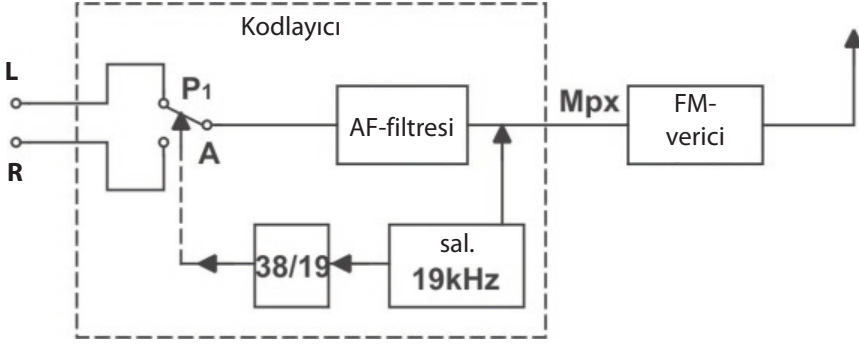 Kodlayıcı
L
P1
Mpx
FM-
verici
AF-filtresi
A
R
38/19
sal.
19kHz